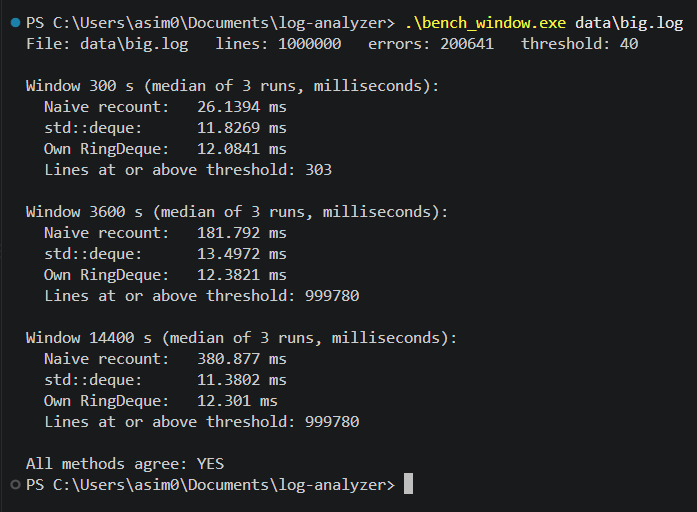 PS C:\Users\asim0\Documents\log-analyzer> .\bench_window.exe data\big.log
File: data\big.log   lines: 1000000   errors: 200641   threshold: 40
Window 300 s (median of 3 runs, milliseconds):
  Naive recount:   26.1394 ms
  std::deque:      11.8269 ms
  Own RingDeque:   12.0841 ms
  Lines at or above threshold: 303
Window 3600 s (median of 3 runs, milliseconds):
  Naive recount:   181.792 ms
  std::deque:      13.4972 ms
  Own RingDeque:   12.3821 ms
  Lines at or above threshold: 999780
Window 14400 s (median of 3 runs, milliseconds):
  Naive recount:   380.877 ms
  std::deque:      11.3802 ms
  Own RingDeque:   12.301 ms
  Lines at or above threshold: 999780
All methods agree: YES
PS C:\Users\asim0\Documents\log-analyzer>